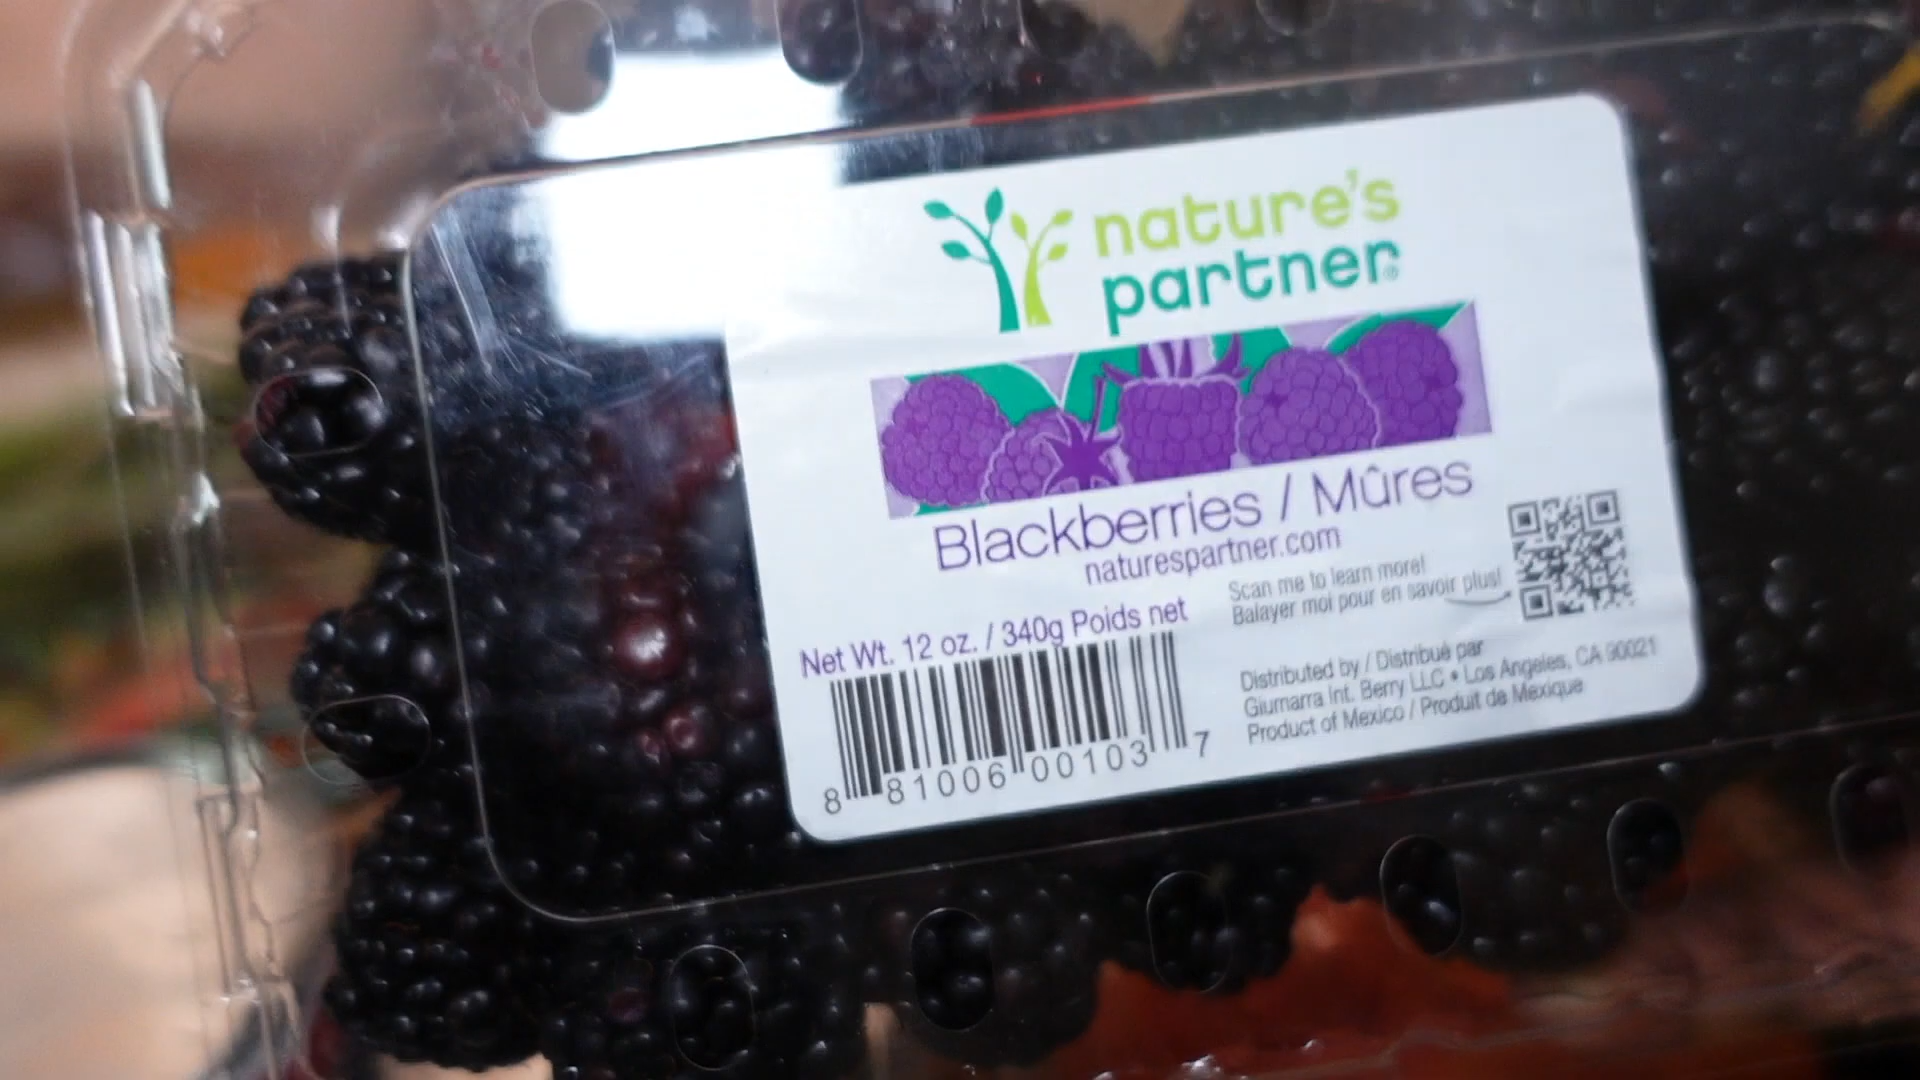 nature's
partner®
Blackberries / Mûres
naturespartner.com
Scan me to learn more!
Balayer moi pour en savoir plus!
Net Wt. 12 oz. / 340g Poids net
8 81006 00103 7
Distributed by / Distribué par
Giumarra Int. Berry LLC • Los Angeles, CA 90021
Product of Mexico / Produit de Mexique